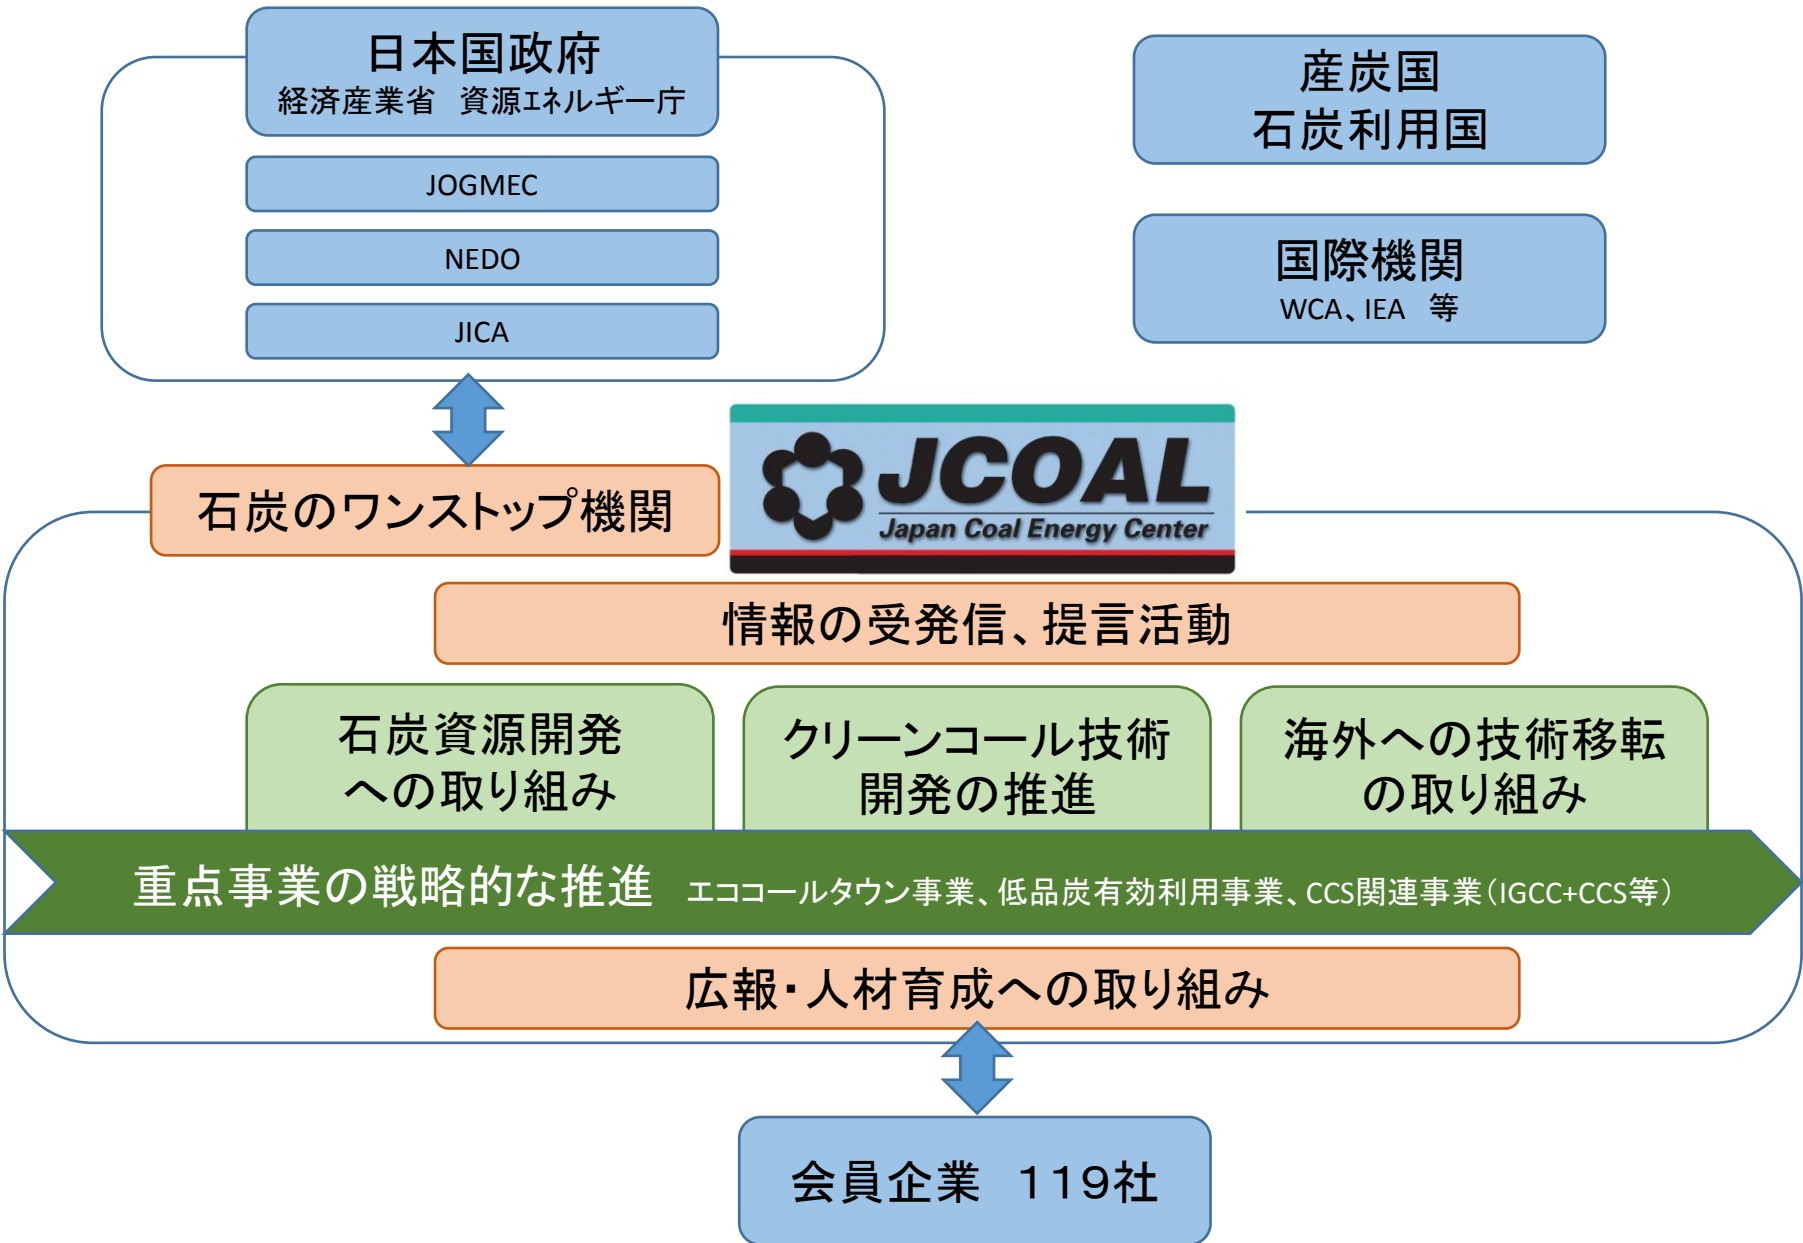 日本国政府
経済産業省　資源エネルギー庁
JOGMEC
NEDO
JICA
産炭国
石炭利用国
国際機関
WCA、IEA　等
石炭のワンストップ機関
JCOAL
Japan Coal Energy Center
情報の受発信、提言活動
石炭資源開発
への取り組み
クリーンコール技術
開発の推進
海外への技術移転
の取り組み
重点事業の戦略的な推進　エココールタウン事業、低品炭有効利用事業、CCS関連事業（IGCC+CCS等）
広報・人材育成への取り組み
会員企業　１１９社